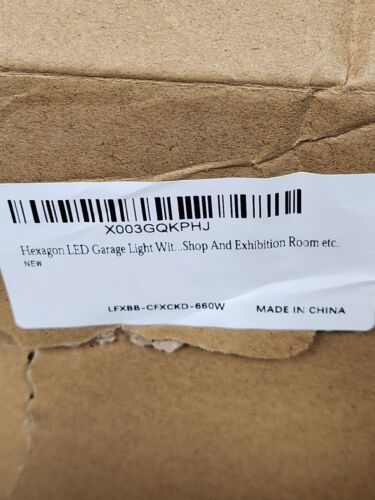 X003GQKPHJ
Hexagon LED Garage Light Wit...Shop And Exhibition Room etc.
NEW
LFXBB-CFXCKD-660W MADE IN CHINA